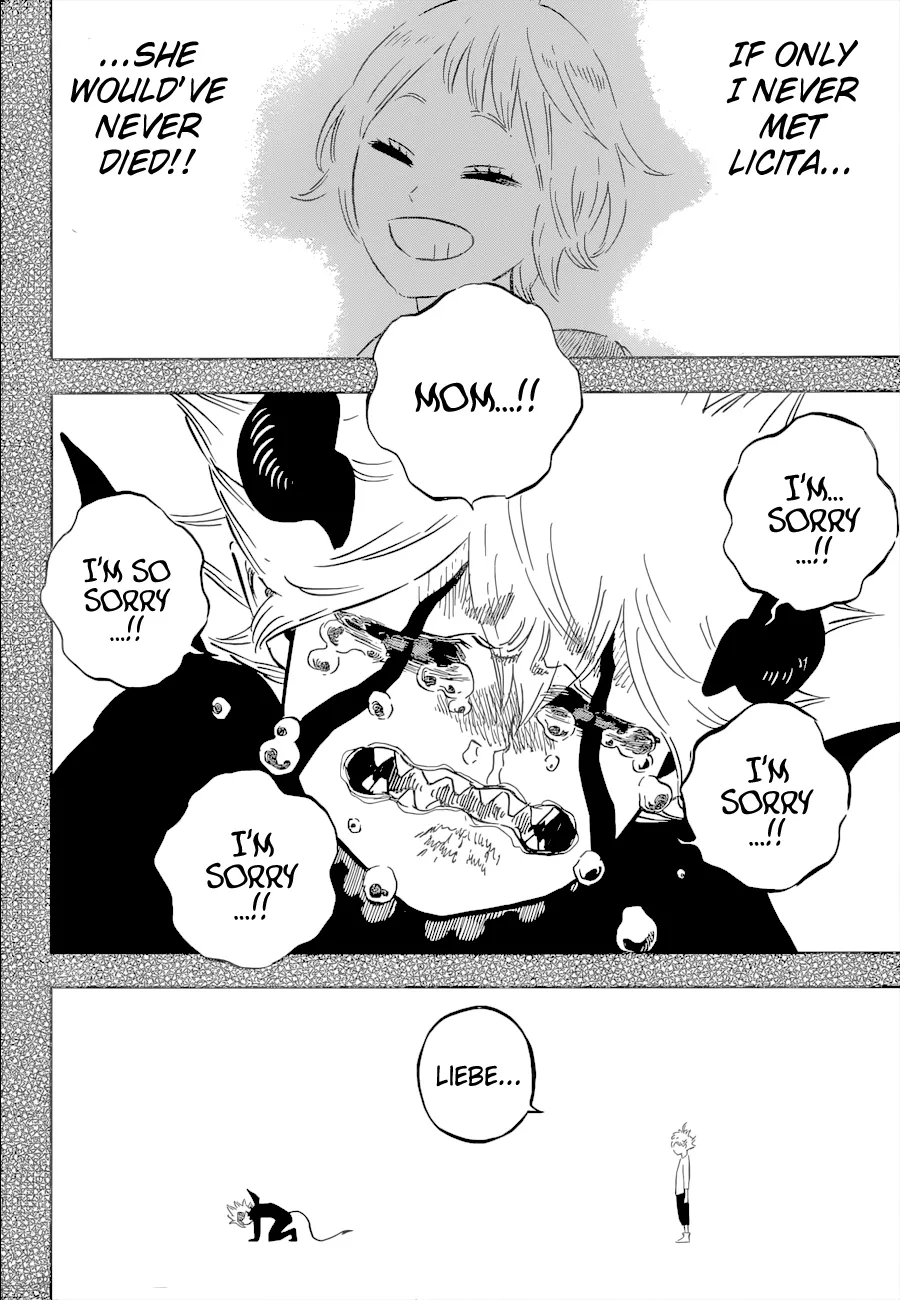 IF ONLY
I NEVER
MET
LICITA...
...SHE
WOULD'VE
NEVER
DIED!!
MOM...!!
I'M...
SORRY
...!!
I'M SO
SORRY
...!!
I'M
SORRY
...!!
I'M
SORRY
...!!
LIEBE...